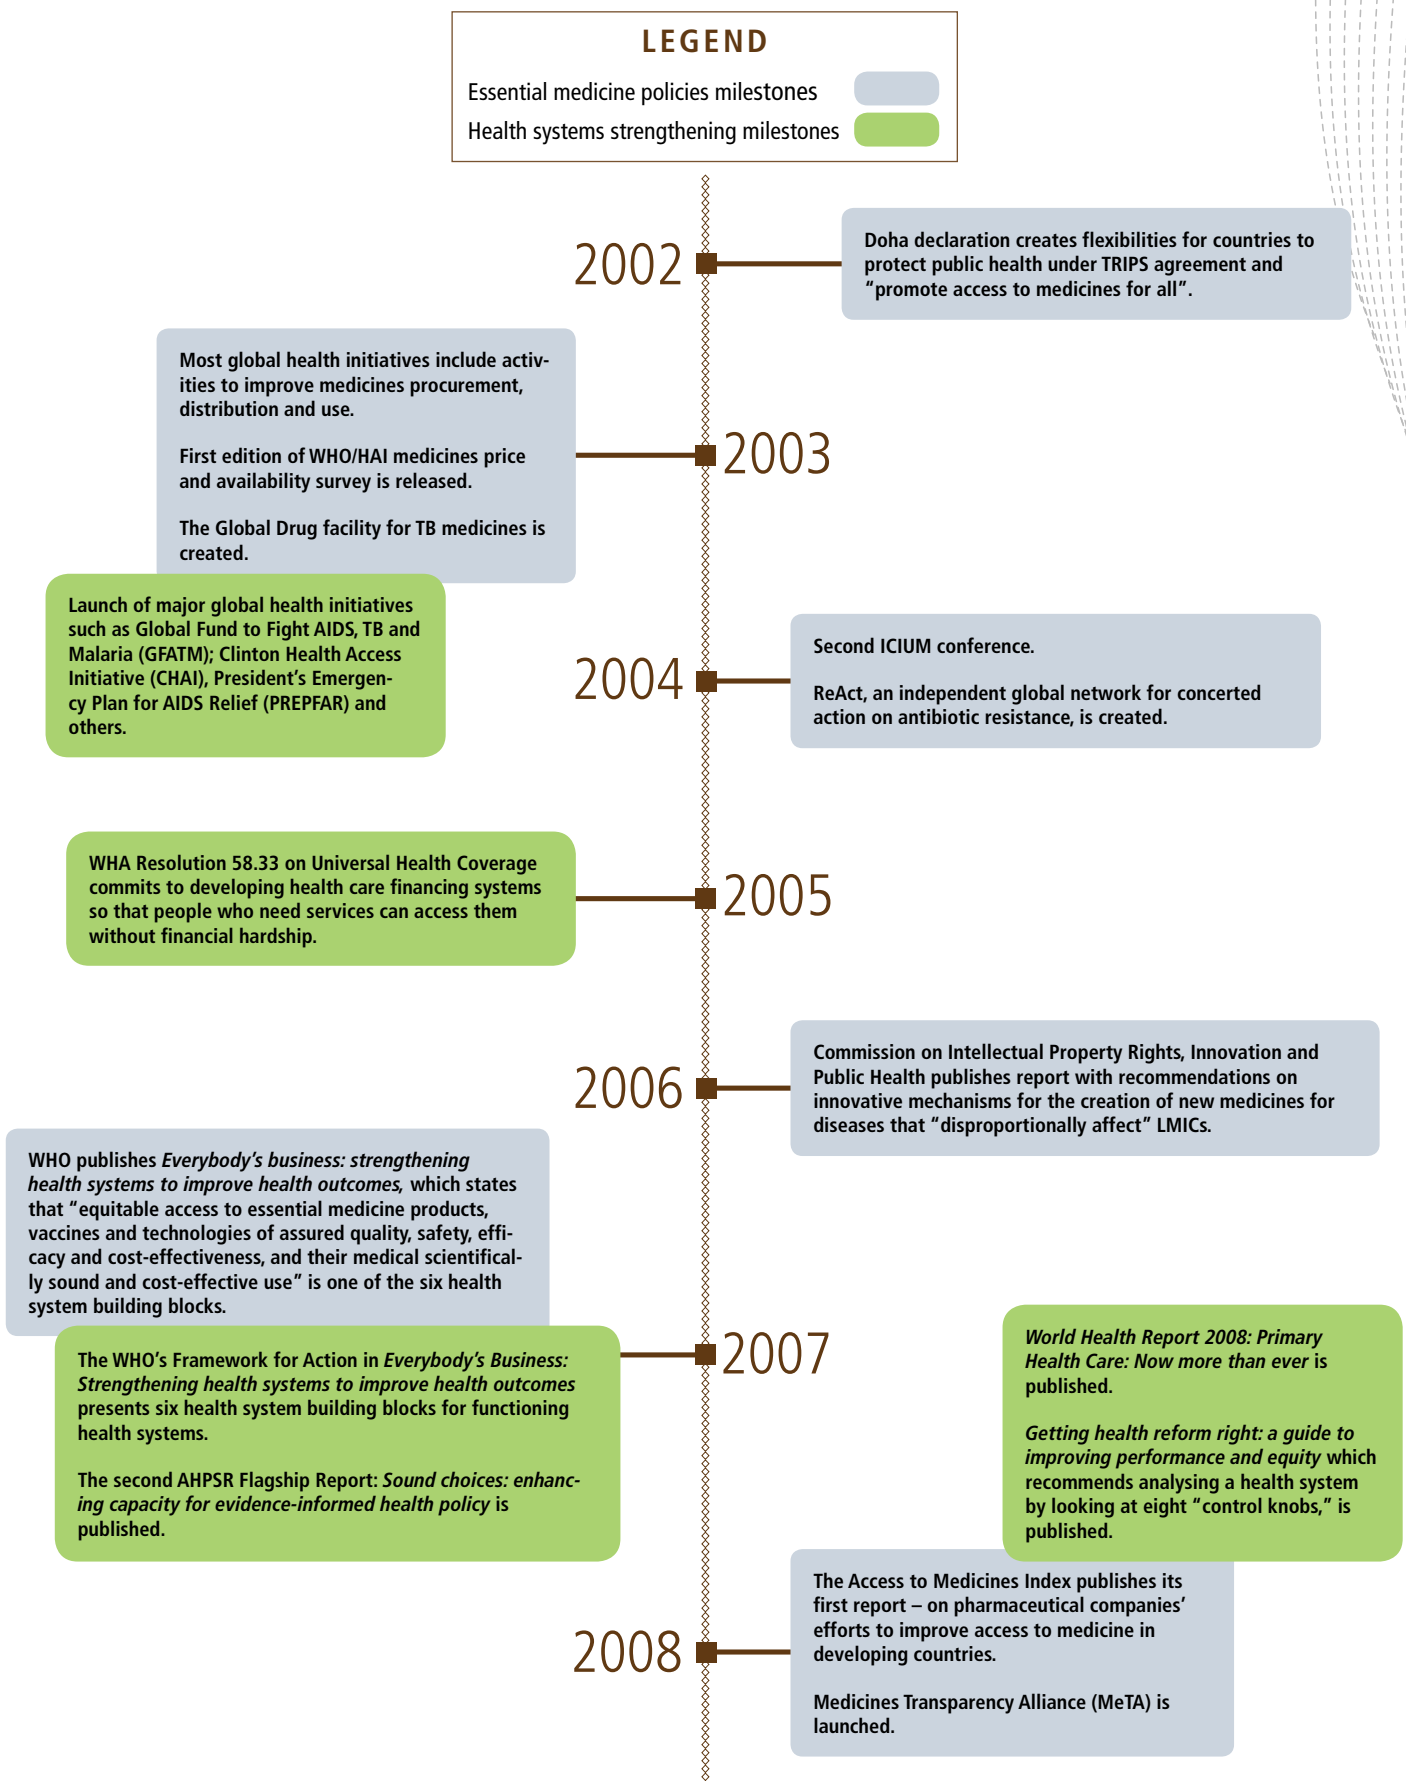 LEGEND
Essential medicine policies milestones
Health systems strengthening milestones
2002
Doha declaration creates flexibilities for countries to
protect public health under TRIPS agreement and
“promote access to medicines for all”.
Most global health initiatives include activ-
ities to improve medicines procurement,
distribution and use.
First edition of WHO/HAI medicines price
and availability survey is released.
The Global Drug facility for TB medicines is
created.
2003
Launch of major global health initiatives
such as Global Fund to Fight AIDS, TB and
Malaria (GFATM); Clinton Health Access
Initiative (CHAI), President’s Emergen-
cy Plan for AIDS Relief (PREPFAR) and
others.
2004
Second ICIUM conference.
ReAct, an independent global network for concerted
action on antibiotic resistance, is created.
WHA Resolution 58.33 on Universal Health Coverage
commits to developing health care financing systems
so that people who need services can access them
without financial hardship.
2005
2006
Commission on Intellectual Property Rights, Innovation and
Public Health publishes report with recommendations on
innovative mechanisms for the creation of new medicines for
diseases that “disproportionally affect” LMICs.
WHO publishes Everybody’s business: strengthening
health systems to improve health outcomes, which states
that “equitable access to essential medicine products,
vaccines and technologies of assured quality, safety, effi-
cacy and cost-effectiveness, and their medical scientifical-
ly sound and cost-effective use” is one of the six health
system building blocks.
The WHO’s Framework for Action in Everybody’s Business:
Strengthening health systems to improve health outcomes
presents six health system building blocks for functioning
health systems.
The second AHPSR Flagship Report: Sound choices: enhanc-
ing capacity for evidence-informed health policy is
published.
2007
World Health Report 2008: Primary
Health Care: Now more than ever is
published.
Getting health reform right: a guide to
improving performance and equity which
recommends analysing a health system
by looking at eight “control knobs,” is
published.
2008
The Access to Medicines Index publishes its
first report – on pharmaceutical companies’
efforts to improve access to medicine in
developing countries.
Medicines Transparency Alliance (MeTA) is
launched.